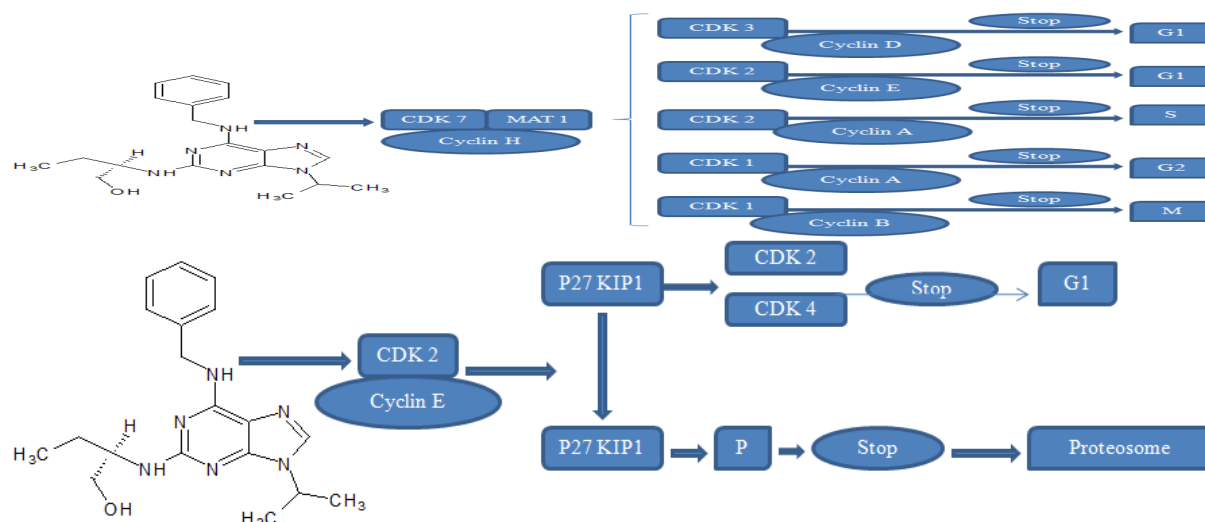 CDK 3
Cyclin D
Stop
G1
CDK 2
Cyclin E
Stop
G1
CDK 2
Cyclin A
Stop
S
CDK 1
Cyclin A
Stop
G2
CDK 1
Cyclin B
Stop
M
CDK 7
MAT 1
Cyclin H
NH
N
N
N
N
NH
H
H₃C
OH
H₃C
CH₃
P27 KIP1
CDK 2
CDK 4
Stop
G1
CDK 2
Cyclin E
P27 KIP1
P
Stop
Proteosome
NH
N
N
N
N
NH
H
H₃C
OH
H₃C
CH₃